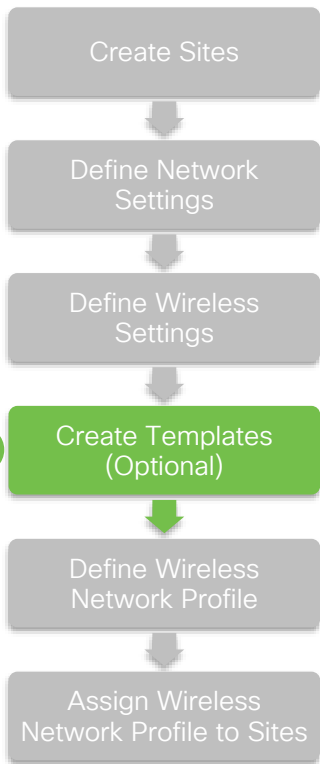 Create Sites
Define Network
Settings
Define Wireless
Settings
Create Templates
(Optional)
Define Wireless
Network Profile
Assign Wireless
Network Profile to Sites